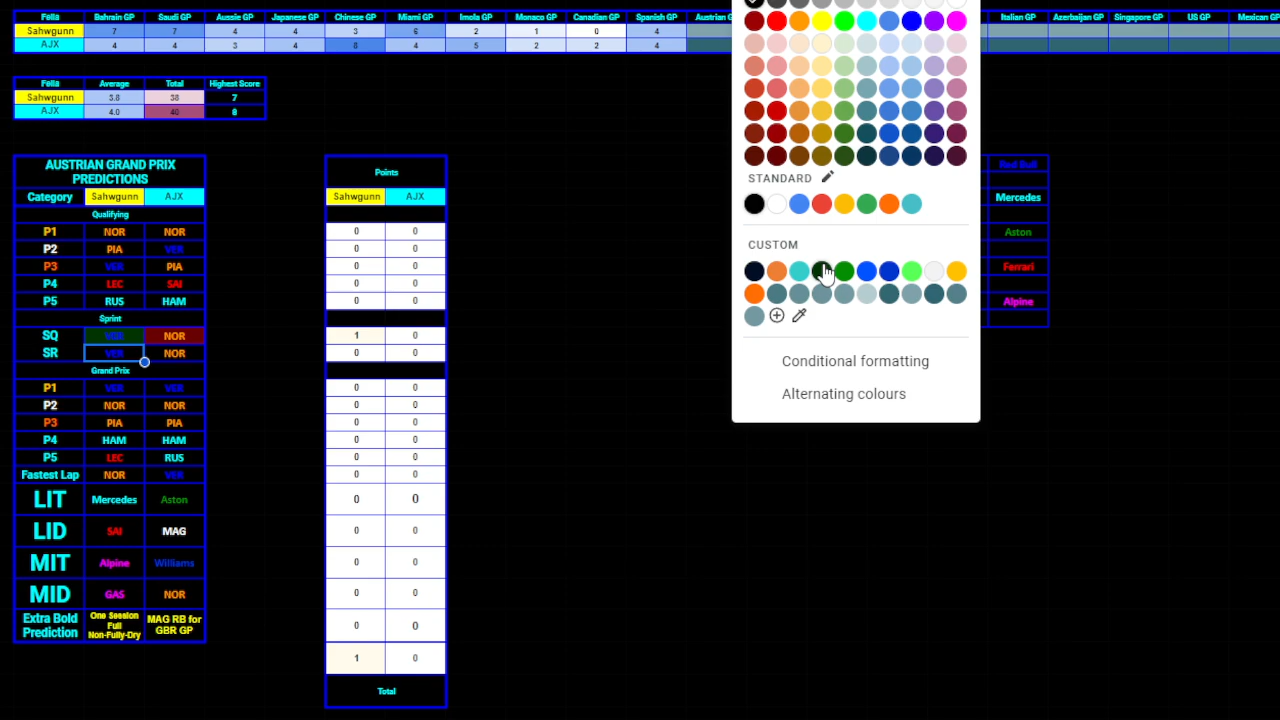 Fella Bahrain GP Saudi GP Aussie GP Japanese GP Chinese GP Miami GP Imola GP Monaco GP Canadian GP Spanish GP Austrian G Italian GP Azerbaijan GP Singapore GP US GP Mexican GP
Sahwgunn 7 7 4 4 3 6 2 1 0 4
AJX 4 4 3 4 8 4 5 2 2 4
Fella Average Total Highest Score
Sahwgunn 3.8 38 7
AJX 4.0 40 8
AUSTRIAN GRAND PRIX
PREDICTIONS
Category Sahwgunn AJX
Qualifying
P1 NOR NOR
P2 PIA VER
P3 VER PIA
P4 LEC SAI
P5 RUS HAM
Sprint
SQ VER NOR
SR VER NOR
Grand Prix
P1 VER VER
P2 NOR NOR
P3 PIA PIA
P4 HAM HAM
P5 LEC RUS
Fastest Lap NOR VER
LIT Mercedes Aston
LID SAI MAG
MIT Alpine Williams
MID GAS NOR
Extra Bold
Prediction
One Session
Full
Non-Fully-Dry
MAG RB for
GBR GP
Points
Sahwgunn AJX
0 0
0 0
0 0
0 0
0 0
1 0
0 0
0 0
0 0
0 0
0 0
0 0
0 0
0 0
0 0
0 0
0 0
0 0
1 0
Total
STANDARD
CUSTOM
Conditional formatting
Alternating colours
Red Bull
Mercedes
Aston
Ferrari
Alpine